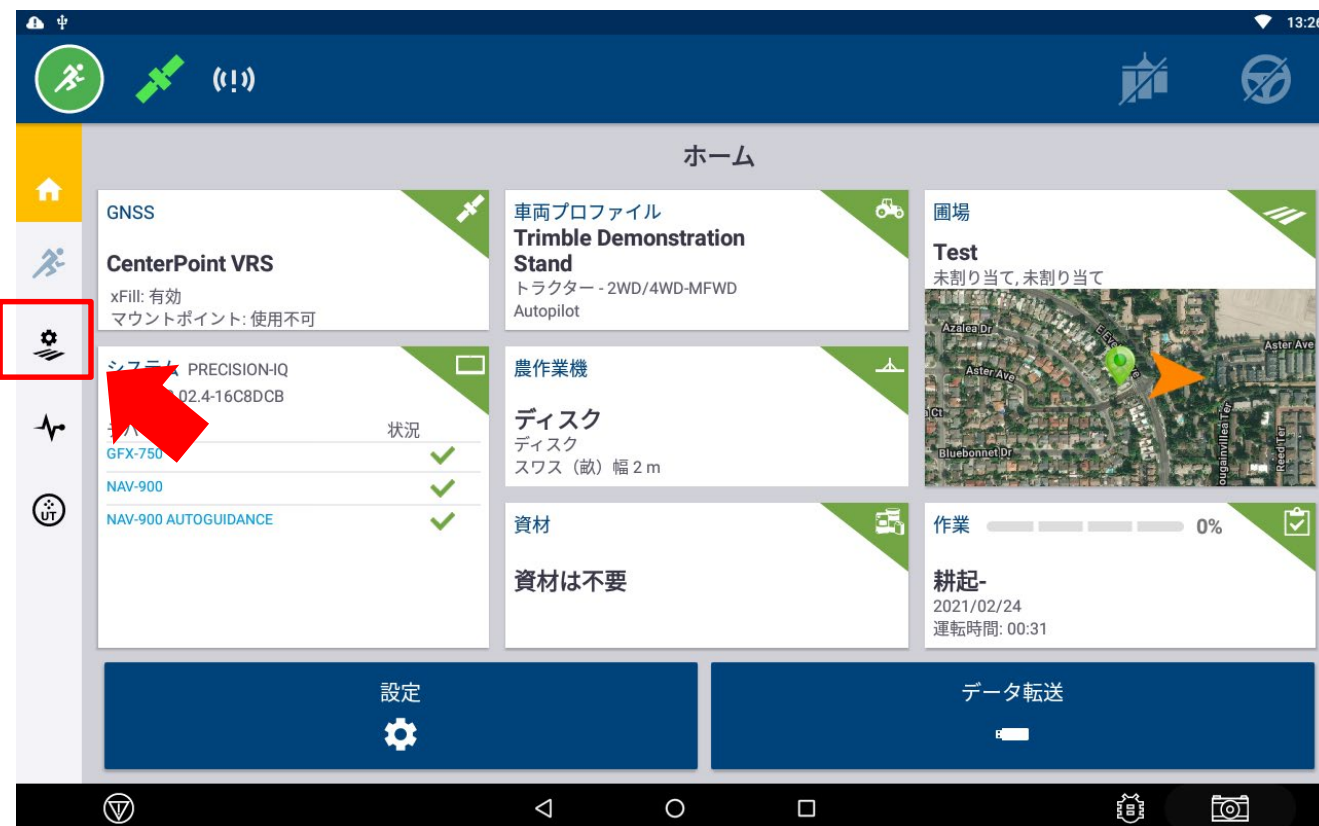 13:26
ホーム
GNSS
CenterPoint VRS
xFill: 有効
マウントポイント: 使用不可
車両プロファイル
Trimble Demonstration
Stand
トラクター - 2WD/4WD-MFWD
Autopilot
圃場
Test
未割り当て, 未割り当て
Azalea Dr
Aster Ave
Aster Ave
Bluebonnet Dr
Reed Ter
PRECISION-IQ
02.4-16C8DCB
状況
GFX-750
NAV-900
NAV-900 AUTOGUIDANCE
農作業機
ディスク
ディスク
スワス（畝）幅 2 m
資材
資材は不要
作業
0%
耕起-
2021/02/24
運転時間: 00:31
UT
設定
データ転送